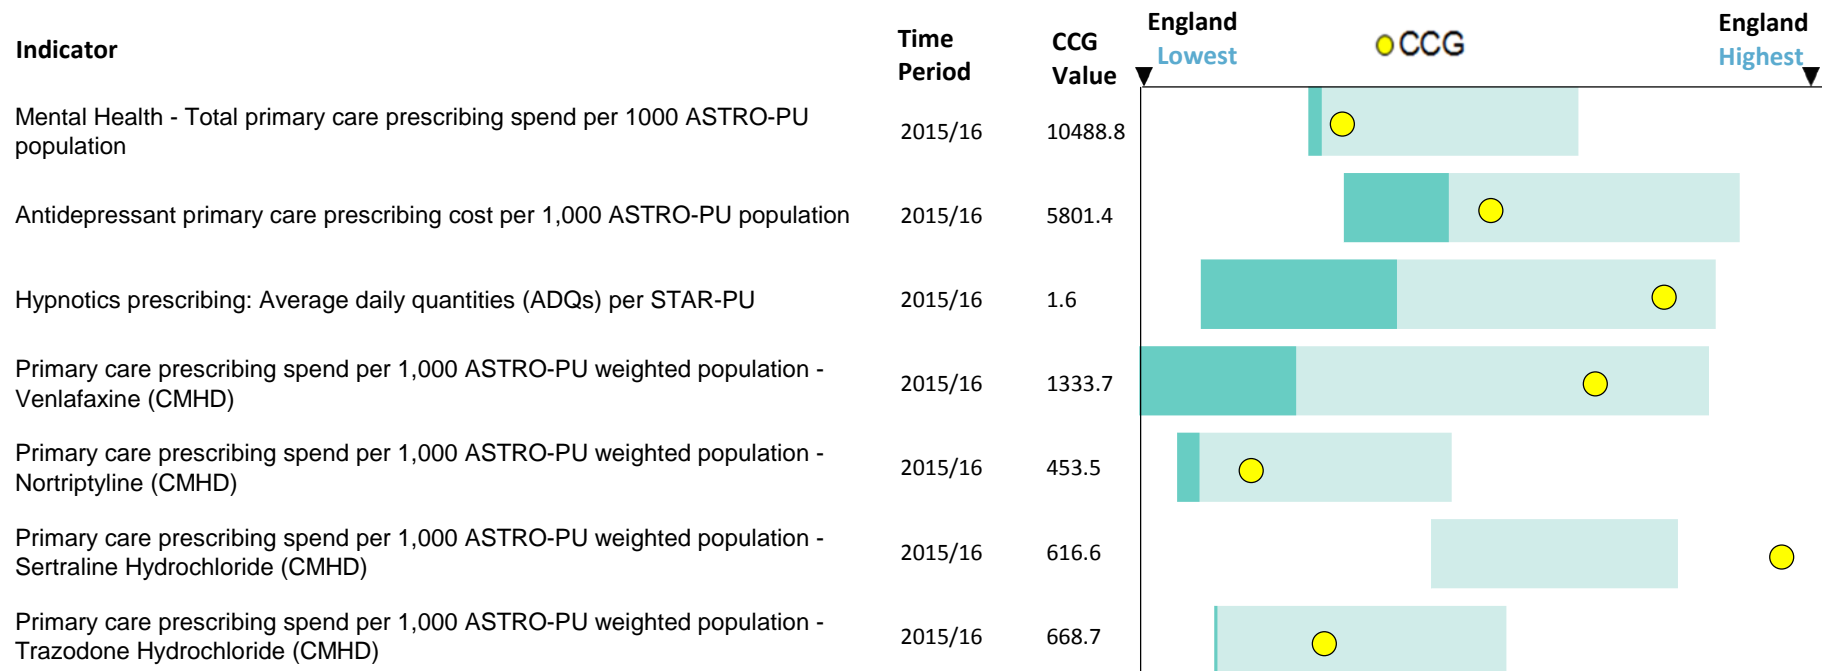 Indicator
Time
Period
CCG
Value
England
Lowest
CCG
England
Highest
Mental Health - Total primary care prescribing spend per 1000 ASTRO-PU
population
2015/16
10488.8
Antidepressant primary care prescribing cost per 1,000 ASTRO-PU population
2015/16
5801.4
Hypnotics prescribing: Average daily quantities (ADQs) per STAR-PU
2015/16
1.6
Primary care prescribing spend per 1,000 ASTRO-PU weighted population -
Venlafaxine (CMHD)
2015/16
1333.7
Primary care prescribing spend per 1,000 ASTRO-PU weighted population -
Nortriptyline (CMHD)
2015/16
453.5
Primary care prescribing spend per 1,000 ASTRO-PU weighted population -
Sertraline Hydrochloride (CMHD)
2015/16
616.6
Primary care prescribing spend per 1,000 ASTRO-PU weighted population -
Trazodone Hydrochloride (CMHD)
2015/16
668.7